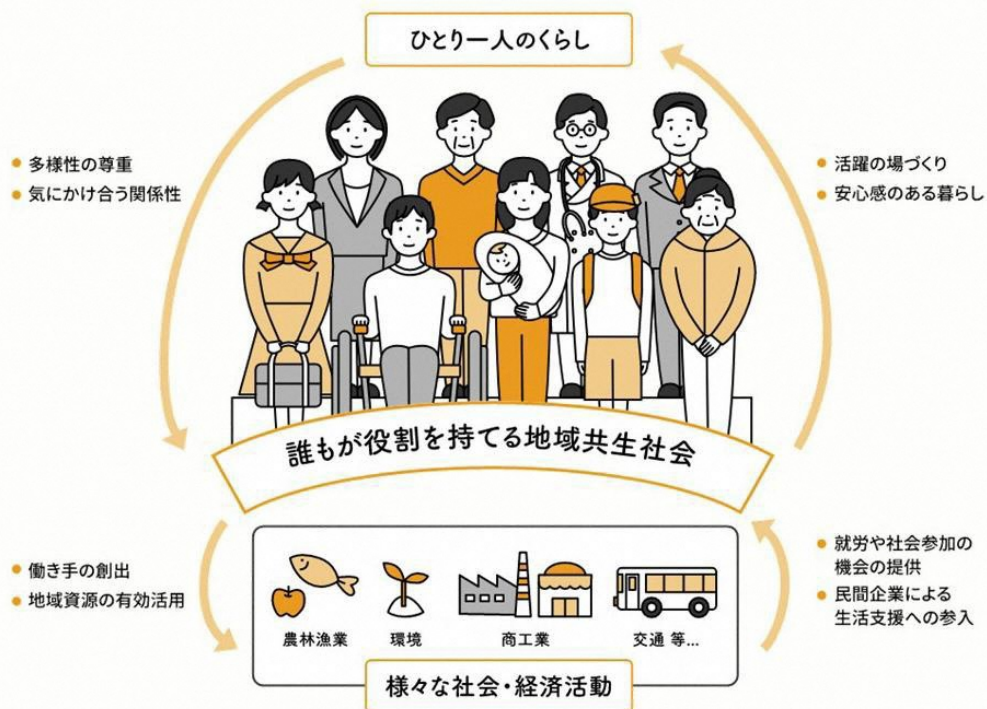 ひとり一人のくらし
多様性の尊重
気にかけ合う関係性
活躍の場づくり
安心感のある暮らし
誰もが役割を持てる地域共生社会
働き手の創出
地域資源の有効活用
就労や社会参加の
機会の提供
民間企業による
生活支援への参入
農林漁業
環境
商工業
交通 等...
様々な社会・経済活動